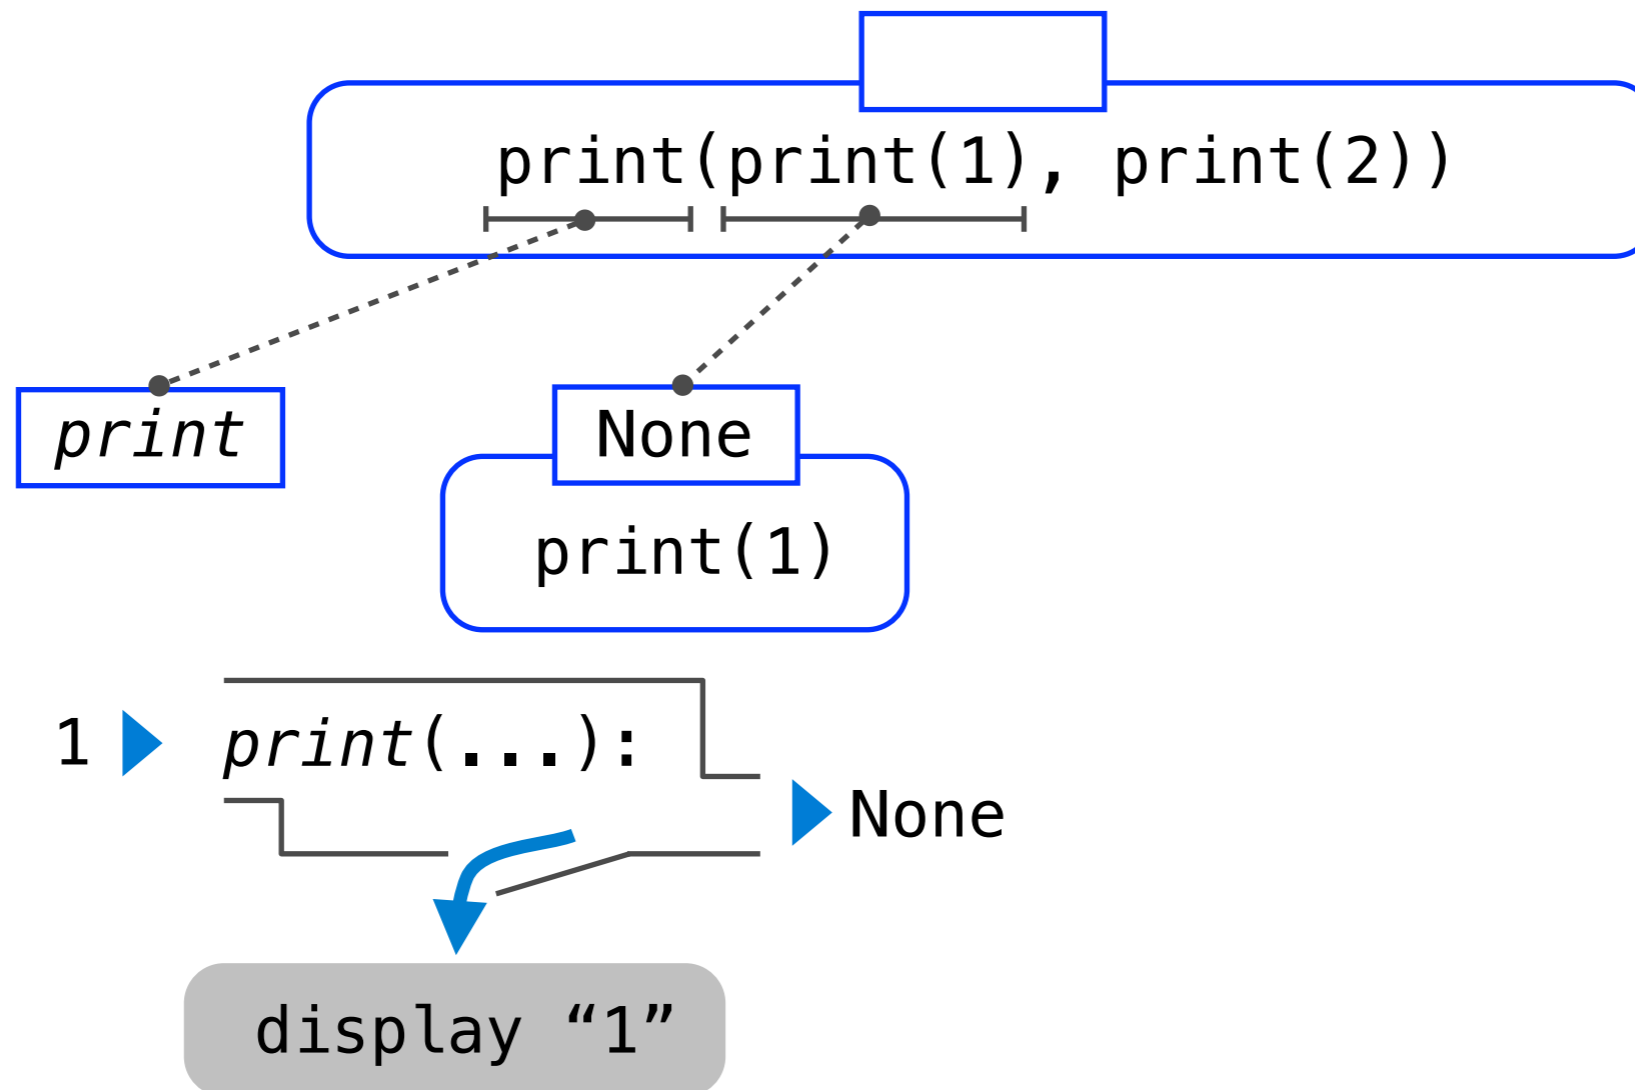 print(print(1), print(2))
print
None
print(1)
1
print(...):
None
display “1”